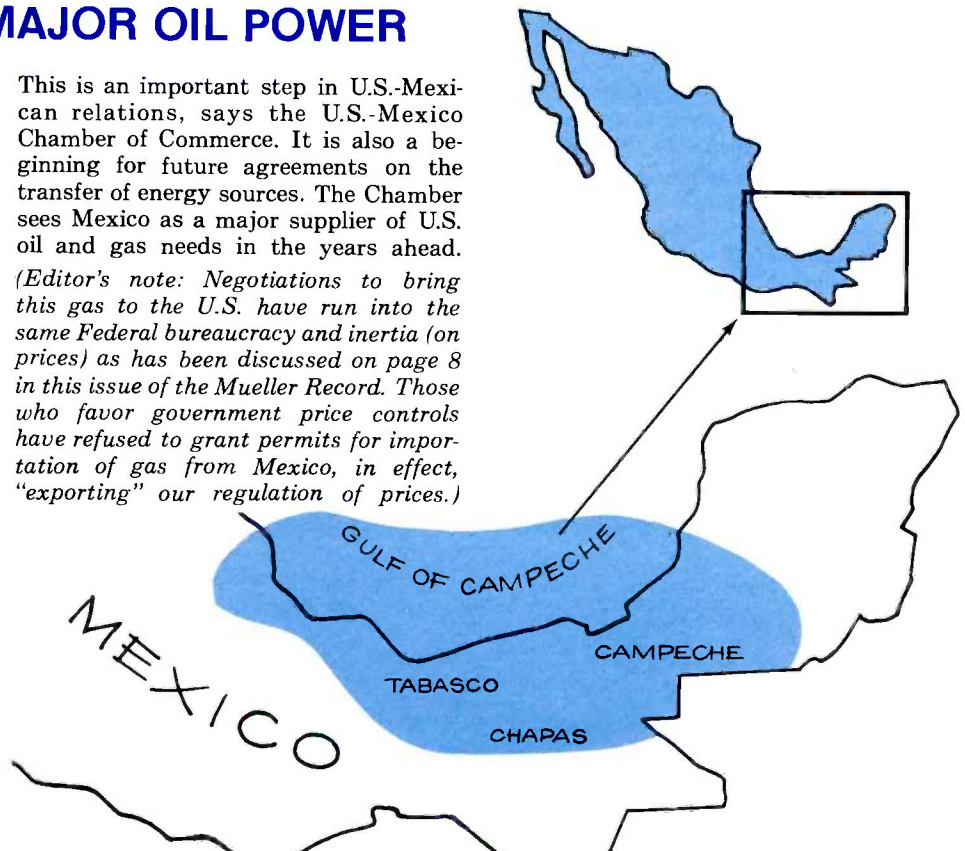 MAJOR OIL POWER
This is an important step in U.S.-Mexi-
can relations, says the U.S.-Mexico
Chamber of Commerce. It is also a be-
ginning for future agreements on the
transfer of energy sources. The Chamber
sees Mexico as a major supplier of U.S.
oil and gas needs in the years ahead.
(Editor's note: Negotiations to bring
this gas to the U.S. have run into the
same Federal bureaucracy and inertia (on
prices) as has been discussed on page 8
in this issue of the Mueller Record. Those
who favor government price controls
have refused to grant permits for impor-
tation of gas from Mexico, in effect,
"exporting" our regulation of prices.)
GULF OF CAMPECHE
MEXICO
CAMPECHE
TABASCO
CHAPAS